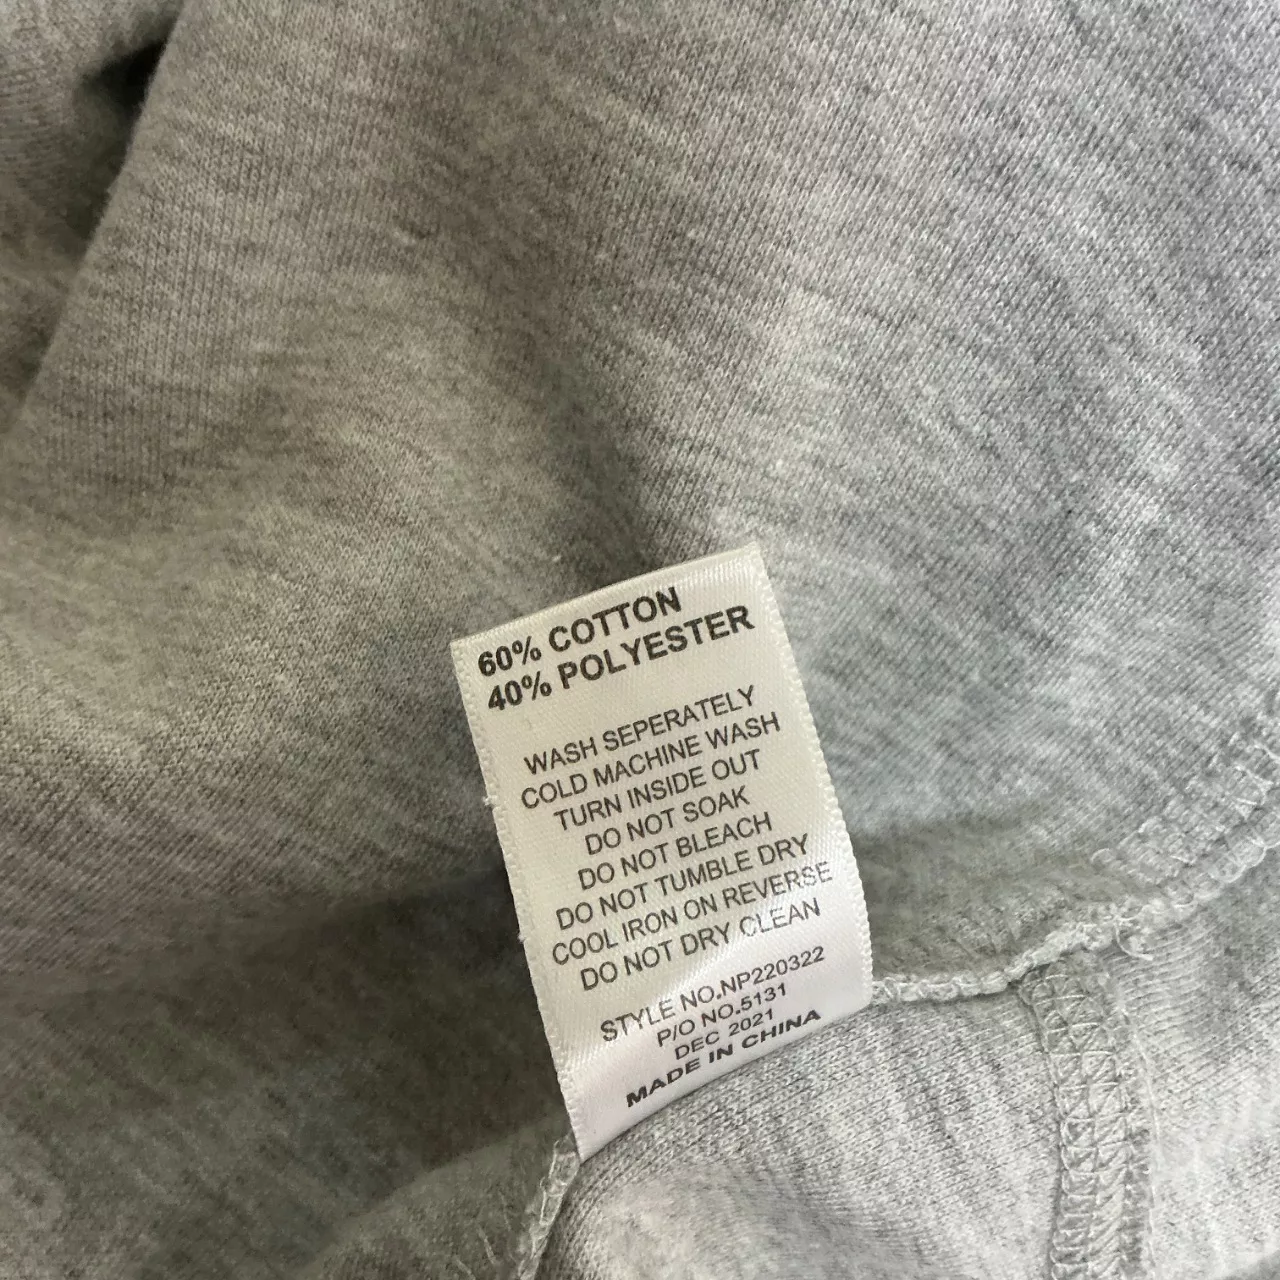 60% COTTON
40% POLYESTER
WASH SEPERATELY
COLD MACHINE WASH
TURN INSIDE OUT
DO NOT SOAK
DO NOT BLEACH
DO NOT TUMBLE DRY
COOL IRON ON REVERSE
DO NOT DRY CLEAN
STYLE NO.NP220322
P/O NO.5131
DEC 2021
MADE IN CHINA